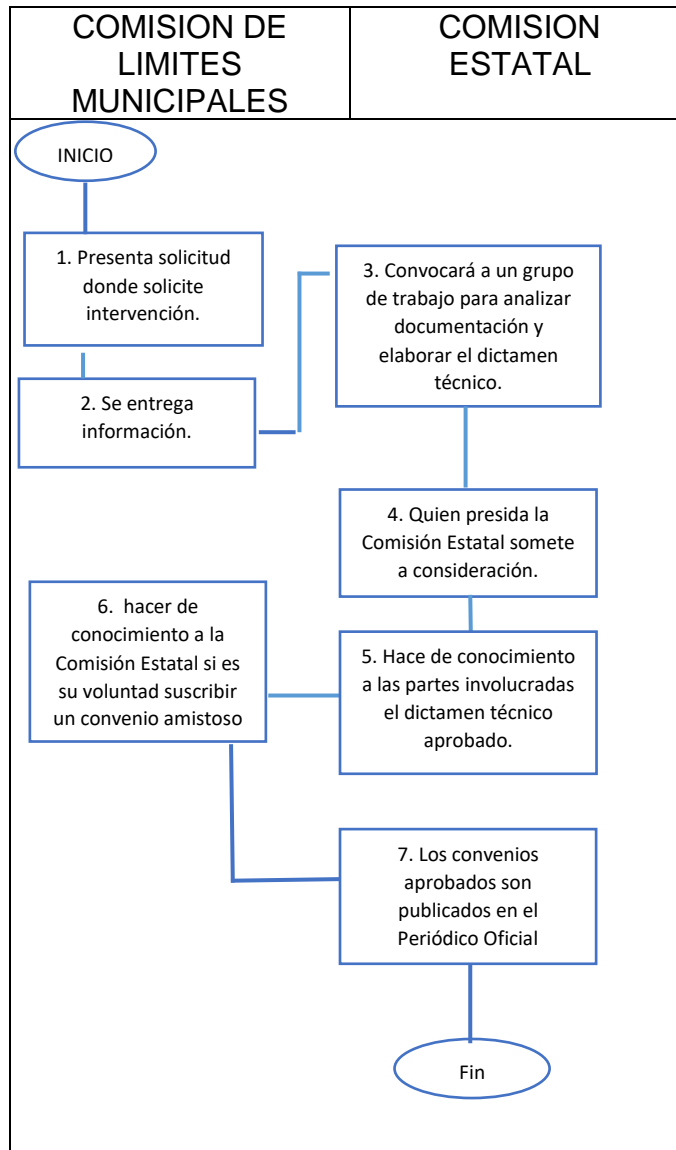 COMISION DE
LIMITES
MUNICIPALES
COMISION
ESTATAL
INICIO
1. Presenta solicitud
donde solicite
intervención.
2. Se entrega
información.
3. Convocará a un grupo
de trabajo para analizar
documentación y
elaborar el dictamen
técnico.
4. Quien presida la
Comisión Estatal somete
a consideración.
5. Hace de conocimiento
a las partes involucradas
el dictamen técnico
aprobado.
6. hacer de
conocimiento a la
Comisión Estatal si es
su voluntad suscribir
un convenio amistoso
7. Los convenios
aprobados son
publicados en el
Periódico Oficial
Fin